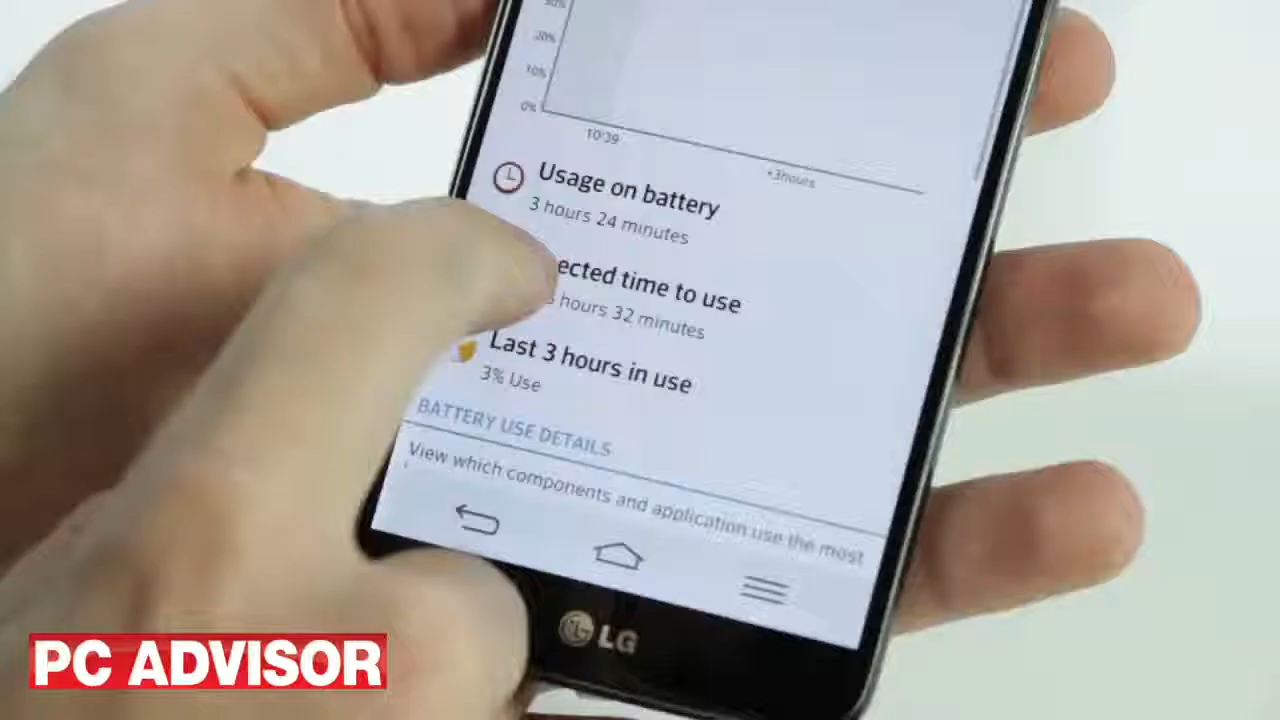 30%
20%
10%
0%
10:39
+3hours
Usage on battery
3 hours 24 minutes
ected time to use
hours 32 minutes
Last 3 hours in use
3% Use
BATTERY USE DETAILS
View which components and application use the most
LG
PC ADVISOR